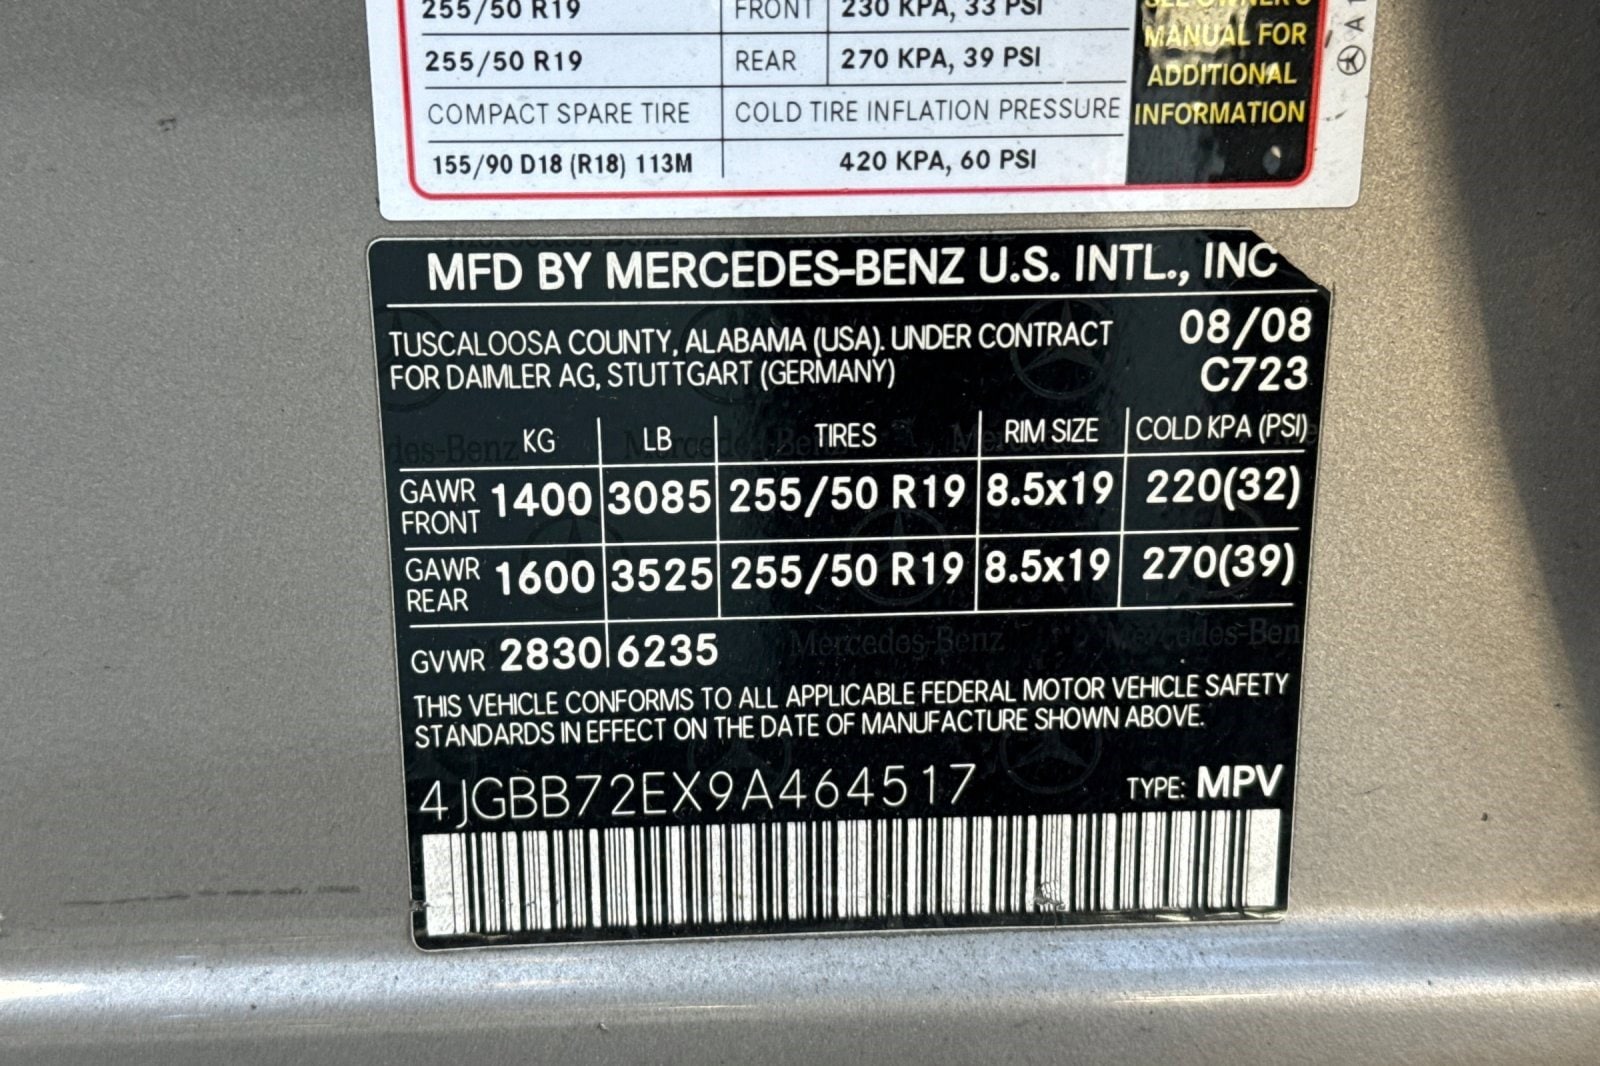 255/50 R19 FRONT 230 KPA, 33 PSI
SEE OWNER'S
MANUAL FOR
255/50 R19 REAR 270 KPA, 39 PSI
ADDITIONAL
COMPACT SPARE TIRE COLD TIRE INFLATION PRESSURE
INFORMATION
155/90 D18 (R18) 113M 420 KPA, 60 PSI
MFD BY MERCEDES-BENZ U.S. INTL., INC
TUSCALOOSA COUNTY, ALABAMA (USA). UNDER CONTRACT 08/08
FOR DAIMLER AG, STUTTGART (GERMANY) C723
KG LB TIRES RIM SIZE COLD KPA (PSI)
GAWR FRONT 1400 3085 255/50 R19 8.5x19 220(32)
GAWR REAR 1600 3525 255/50 R19 8.5x19 270(39)
GVWR 2830 6235
THIS VEHICLE CONFORMS TO ALL APPLICABLE FEDERAL MOTOR VEHICLE SAFETY
STANDARDS IN EFFECT ON THE DATE OF MANUFACTURE SHOWN ABOVE.
4JGBB72EX9A464517 TYPE: MPV